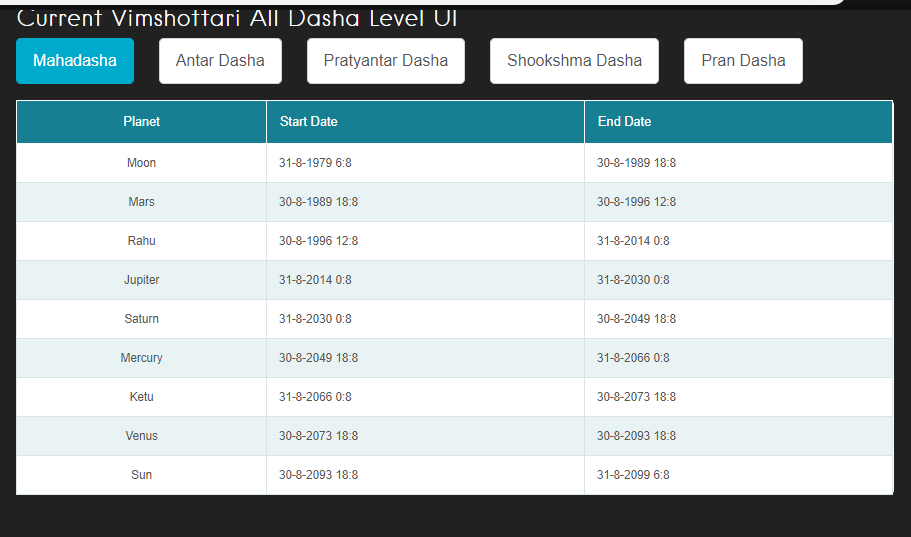 Current Vimshottari All Dasha Level UI
Mahadasha Antar Dasha Pratyantar Dasha Shookshma Dasha Pran Dasha
Planet Start Date End Date
Moon 31-8-1979 6:8 30-8-1989 18:8
Mars 30-8-1989 18:8 30-8-1996 12:8
Rahu 30-8-1996 12:8 31-8-2014 0:8
Jupiter 31-8-2014 0:8 31-8-2030 0:8
Saturn 31-8-2030 0:8 30-8-2049 18:8
Mercury 30-8-2049 18:8 31-8-2066 0:8
Ketu 31-8-2066 0:8 30-8-2073 18:8
Venus 30-8-2073 18:8 30-8-2093 18:8
Sun 30-8-2093 18:8 31-8-2099 6:8